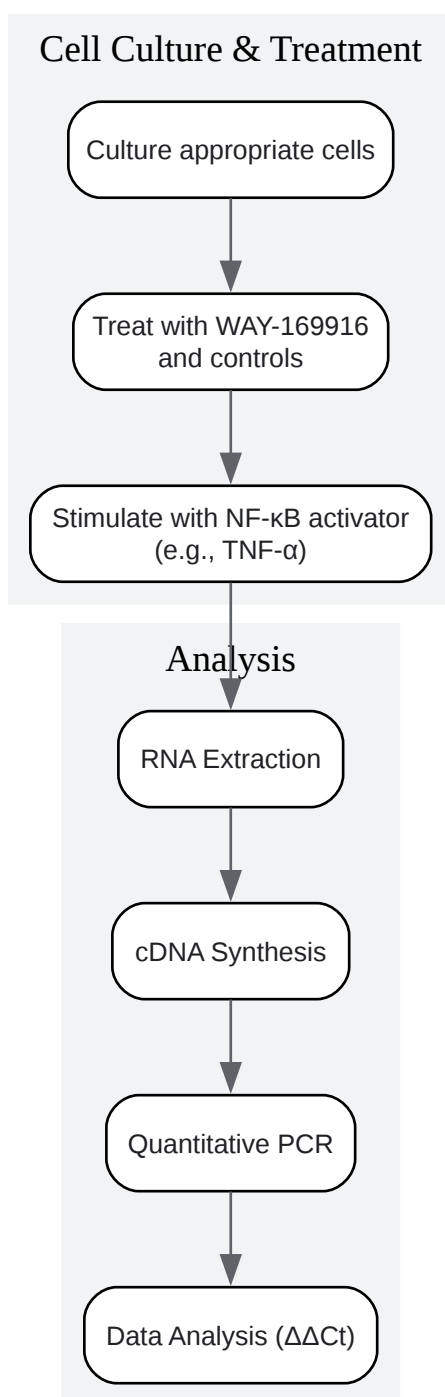 Cell Culture & Treatment
Culture appropriate cells
Treat with WAY-169916
and controls
Stimulate with NF-κB activator
(e.g., TNF-α)
Analysis
RNA Extraction
cDNA Synthesis
Quantitative PCR
Data Analysis (ΔΔCt)